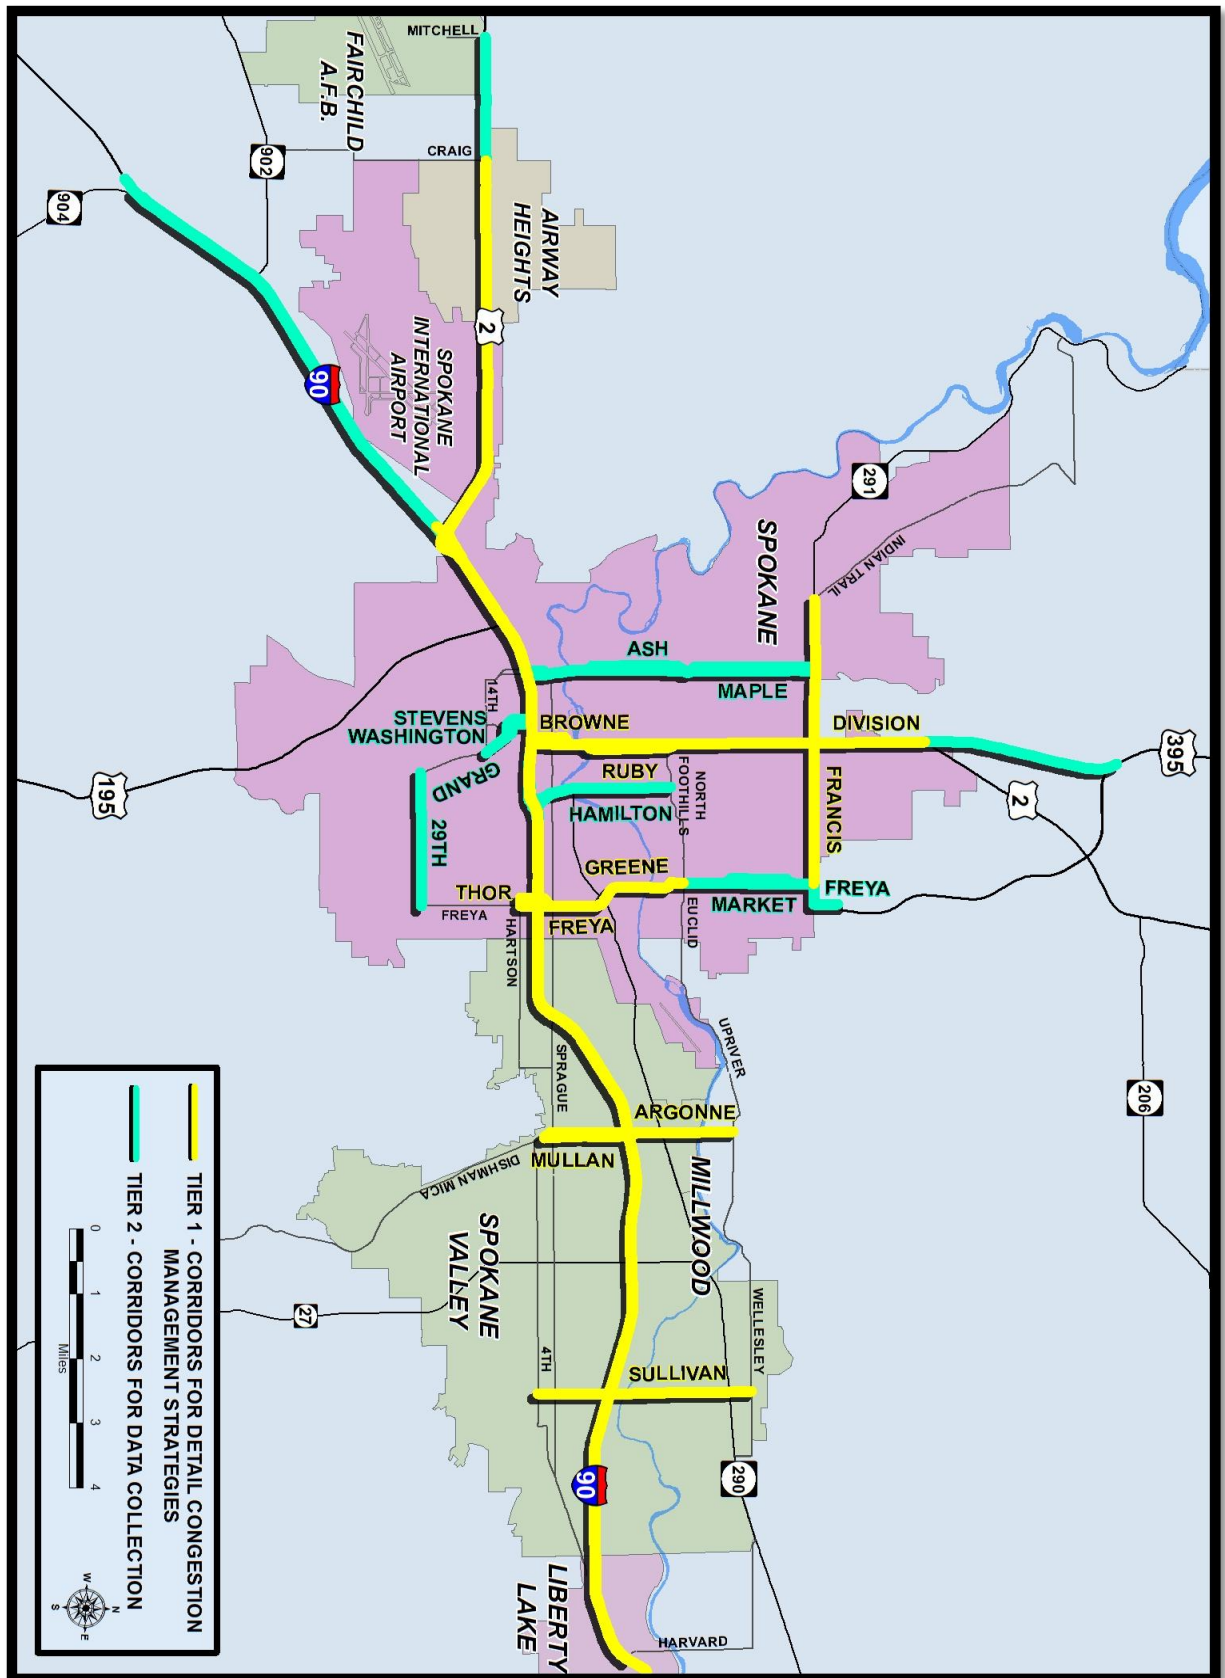 MITCHELL
FAIRCHILD
A.F.B.
CRAIG
902
904
AIRWAY
HEIGHTS
2
SPOKANE
INTERNATIONAL
AIRPORT
90
291
INDIAN TRAIL
SPOKANE
ASH
MAPLE
14TH
STEVENS
WASHINGTON
BROWNE
DIVISION
395
2
195
GRAND
29TH
RUBY
HAMILTON
NORTH
FOOTHILLS
FRANCIS
GREENE
THOR
FREYA
FREYA
MARKET
FREYA
EUCLID
HARTSON
SPRAGUE
UPRIVER
206
ARGONNE
MULLAN
DISHMAN MICA
MILLWOOD
SPOKANE
VALLEY
27
WELLESLEY
4TH
SULLIVAN
90
290
LIBERTY
LAKE
HARVARD
TIER 1 - CORRIDORS FOR DETAIL CONGESTION
MANAGEMENT STRATEGIES
TIER 2 - CORRIDORS FOR DATA COLLECTION
0 1 2 3 4
Miles
N
W E
S